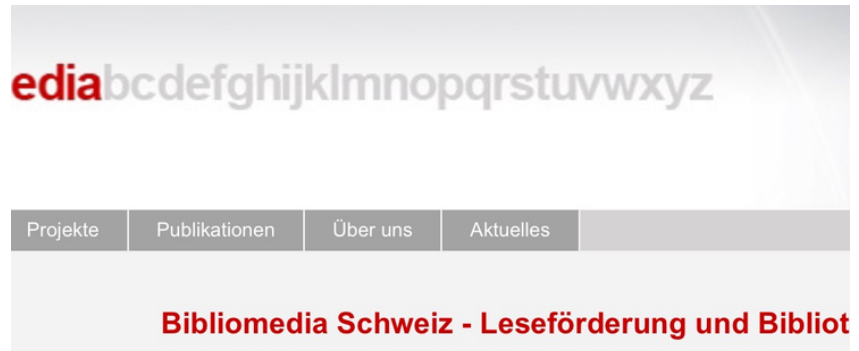 ediabcdefghijklmnopqrstuvwxyz
Projekte Publikationen Über uns Aktuelles
Bibliomedia Schweiz - Leseförderung und Bibliot